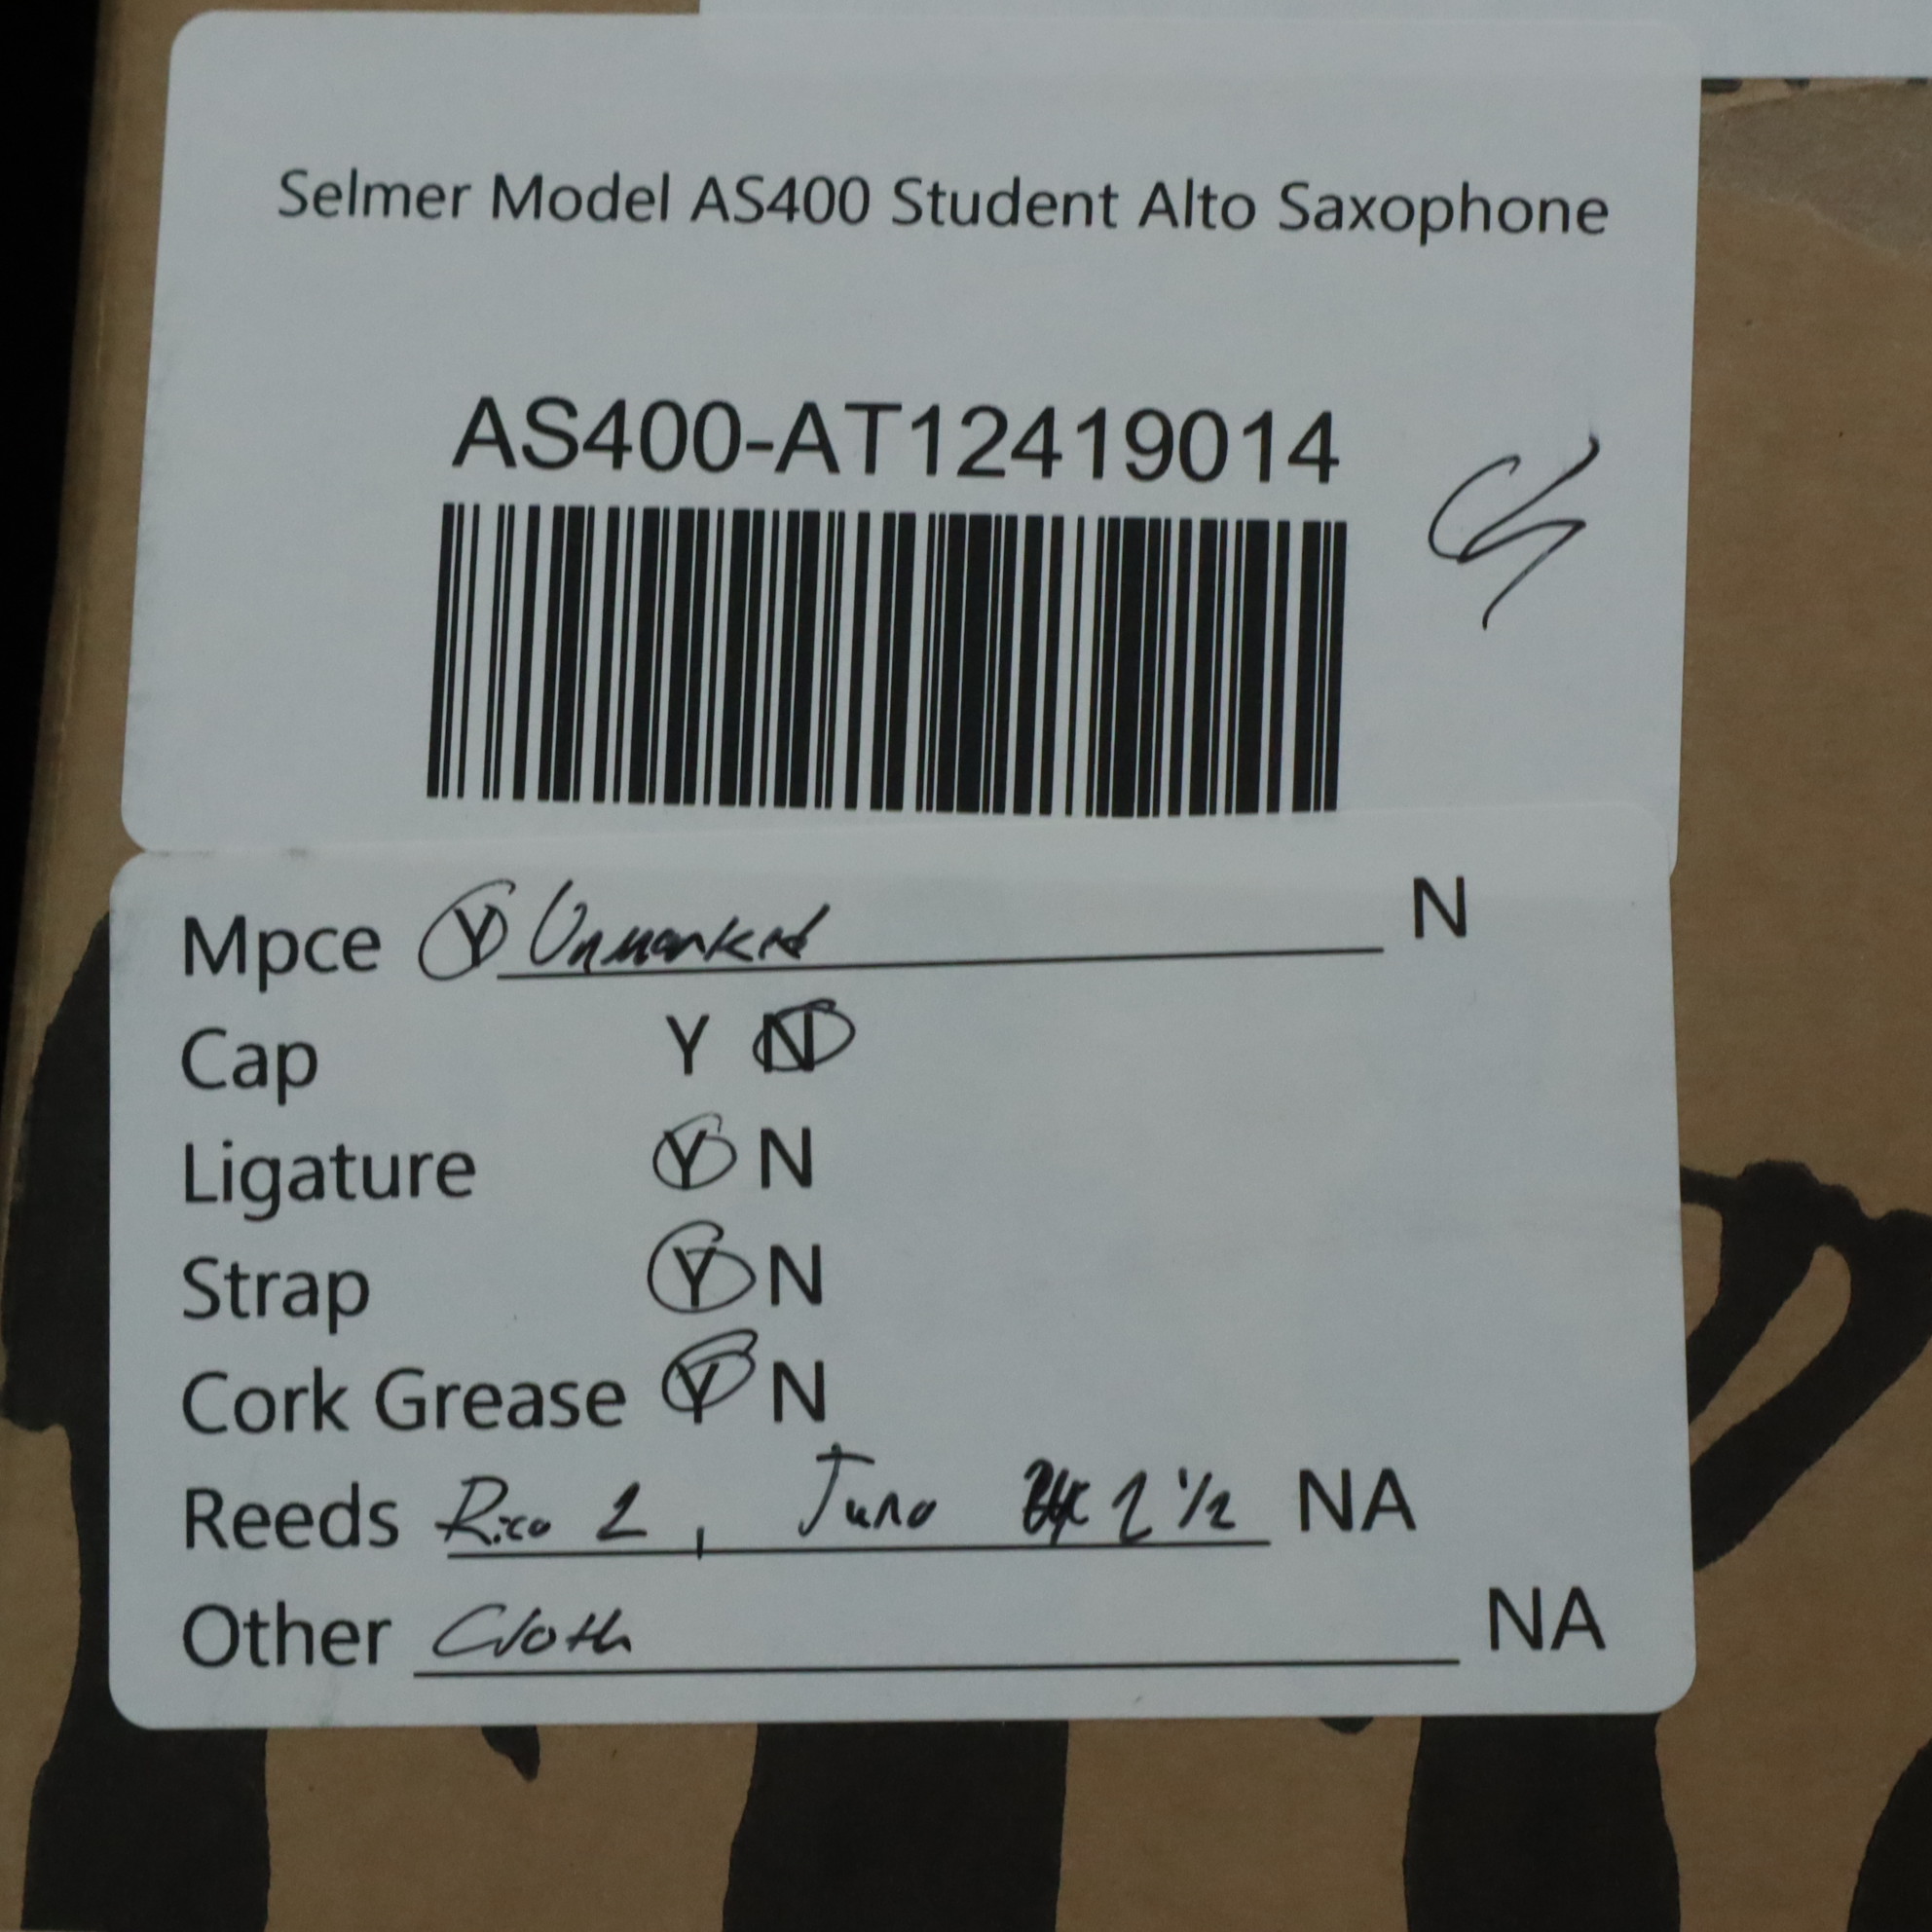 Selmer Model AS400 Student Alto Saxophone
AS400-AT12419014
Mpce Y Unmarked N
Cap Y N
Ligature Y N
Strap Y N
Cork Grease Y N
Reeds Rico 2, Juno 2 1/2 NA
Other Cloth NA